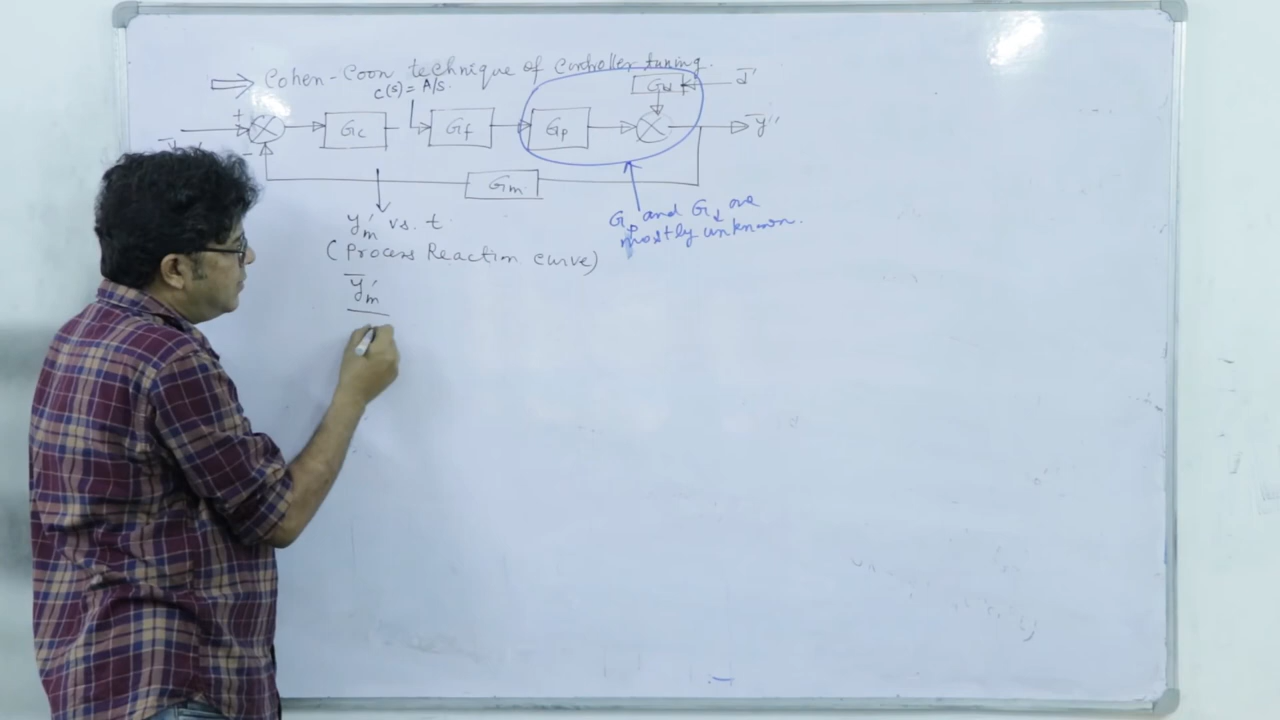 ⇒ Cohen-Coon technique of Controller tuning.
c(s) = A/s.
Gd d̅'
+ Gc Gf Gp y̅'
-
Gm
y'm vs. t
(Process Reaction curve)
y̅'m
Gp and Gd are
mostly unknown.